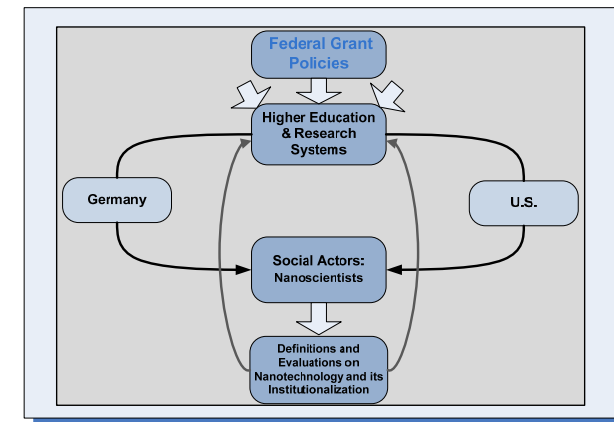 Federal Grant
Policies
Higher Education
& Research
Systems
Germany
U.S.
Social Actors:
Nanoscientists
Definitions and
Evaluations on
Nanotechnology and its
Institutionalization